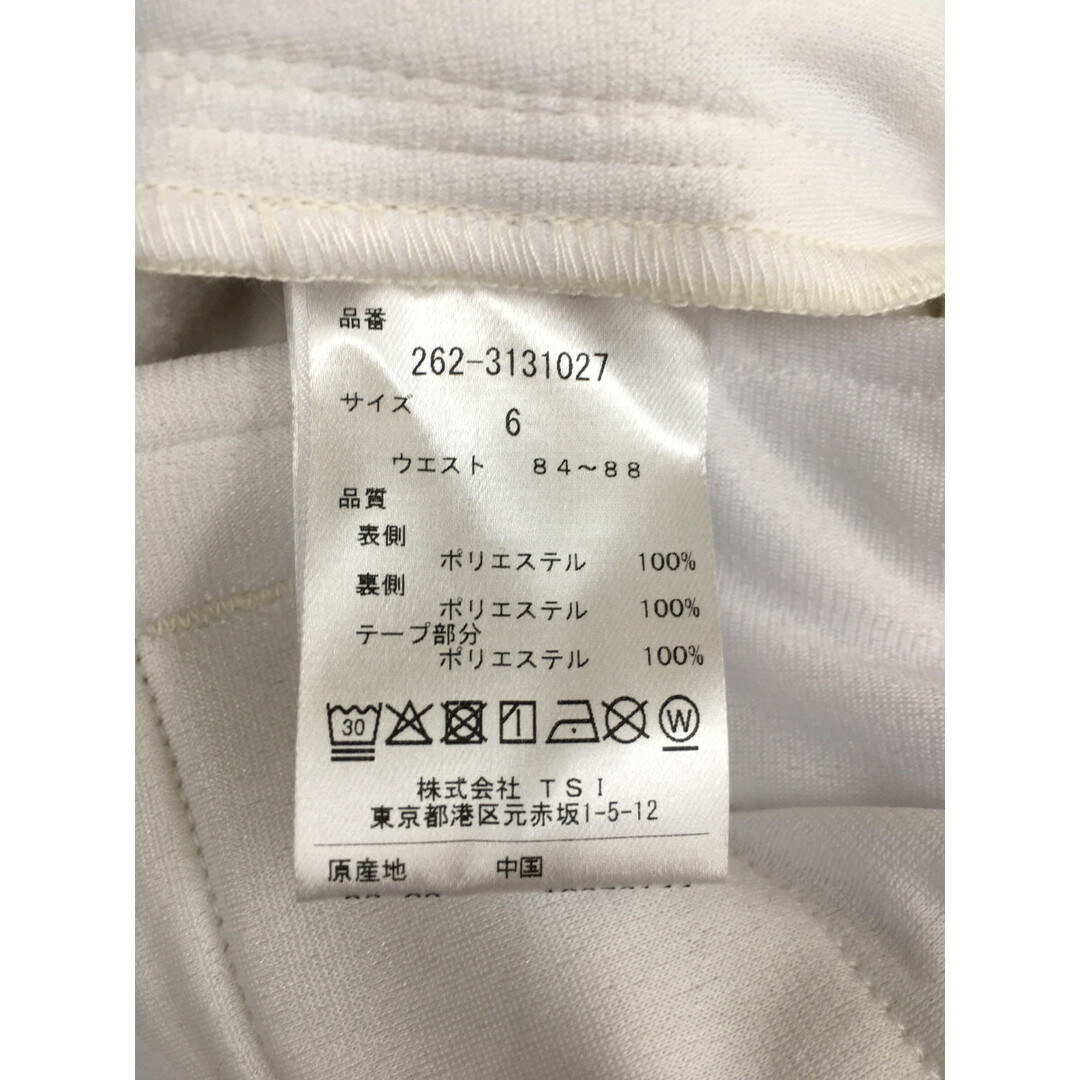 品番
262-3131027
サイズ
6
ウエスト 84～88
品質
表側
ポリエステル 100%
裏側
ポリエステル 100%
テープ部分
ポリエステル 100%
30
W
株式会社 TSI
東京都港区元赤坂1-5-12
原産地 中国